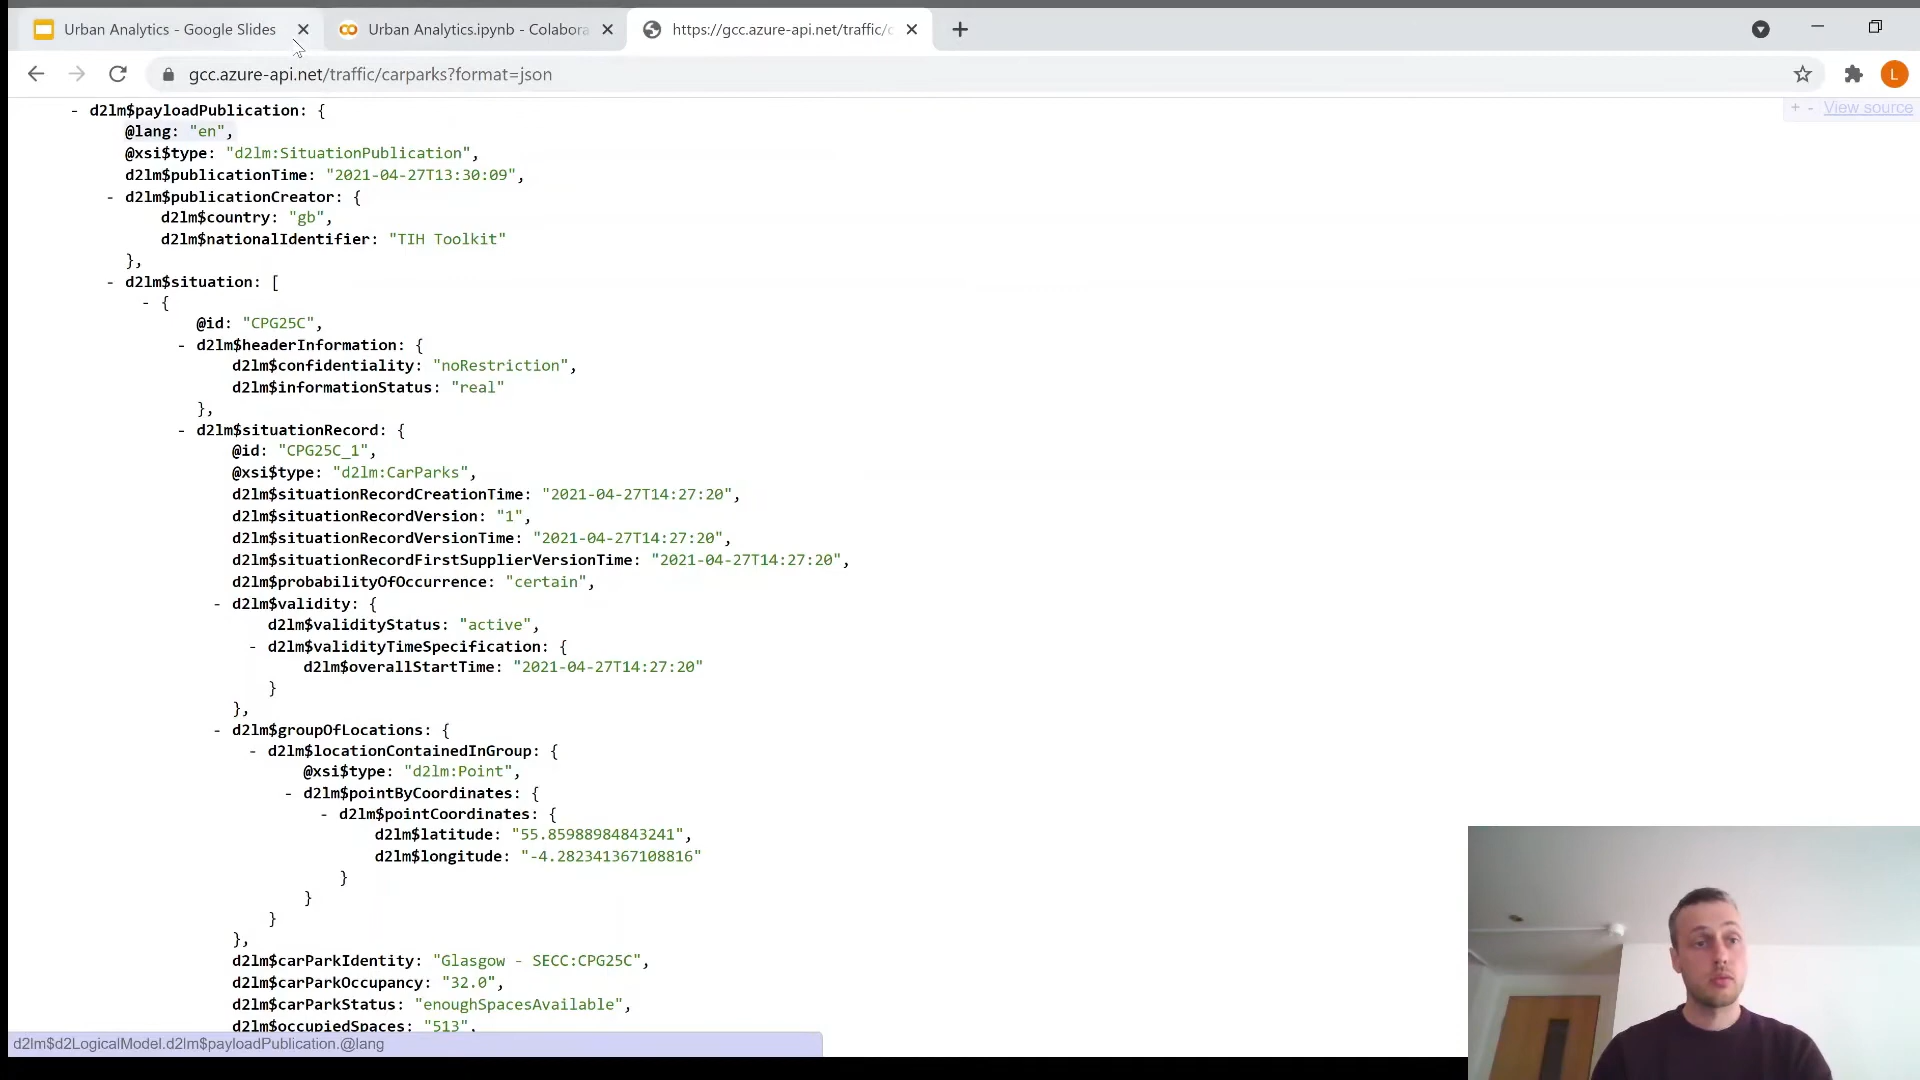 Urban Analytics - Google Slides
Urban Analytics.ipynb - Colabora
https://gcc.azure-api.net/traffic/c
gcc.azure-api.net/traffic/carparks?format=json
L
+ - View source
- d2lm$payloadPublication: {
@lang: "en",
@xsi$type: "d2lm:SituationPublication",
d2lm$publicationTime: "2021-04-27T13:30:09",
- d2lm$publicationCreator: {
d2lm$country: "gb",
d2lm$nationalIdentifier: "TIH Toolkit"
},
- d2lm$situation: [
- {
@id: "CPG25C",
- d2lm$headerInformation: {
d2lm$confidentiality: "noRestriction",
d2lm$informationStatus: "real"
},
- d2lm$situationRecord: {
@id: "CPG25C_1",
@xsi$type: "d2lm:CarParks",
d2lm$situationRecordCreationTime: "2021-04-27T14:27:20",
d2lm$situationRecordVersion: "1",
d2lm$situationRecordVersionTime: "2021-04-27T14:27:20",
d2lm$situationRecordFirstSupplierVersionTime: "2021-04-27T14:27:20",
d2lm$probabilityOfOccurrence: "certain",
- d2lm$validity: {
d2lm$validityStatus: "active",
- d2lm$validityTimeSpecification: {
d2lm$overallStartTime: "2021-04-27T14:27:20"
}
},
- d2lm$groupOfLocations: {
- d2lm$locationContainedInGroup: {
@xsi$type: "d2lm:Point",
- d2lm$pointByCoordinates: {
- d2lm$pointCoordinates: {
d2lm$latitude: "55.85988984843241",
d2lm$longitude: "-4.282341367108816"
}
}
}
},
d2lm$carParkIdentity: "Glasgow - SECC:CPG25C",
d2lm$carParkOccupancy: "32.0",
d2lm$carParkStatus: "enoughSpacesAvailable",
d2lm$occupiedSpaces: "513",
d2lm$d2LogicalModel.d2lm$payloadPublication.@lang